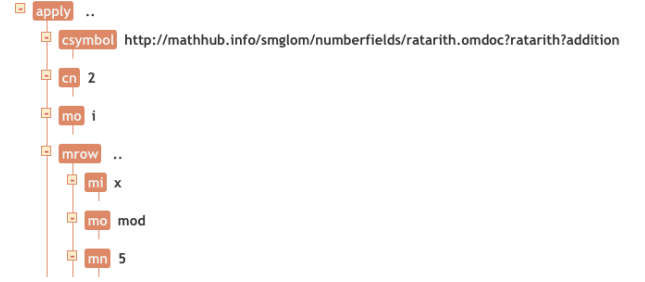 apply ..
csymbol http://mathhub.info/smglom/numberfields/ratarith.omdoc?ratarith?addition
cn 2
mo i
mrow ..
mi x
mo mod
mn 5